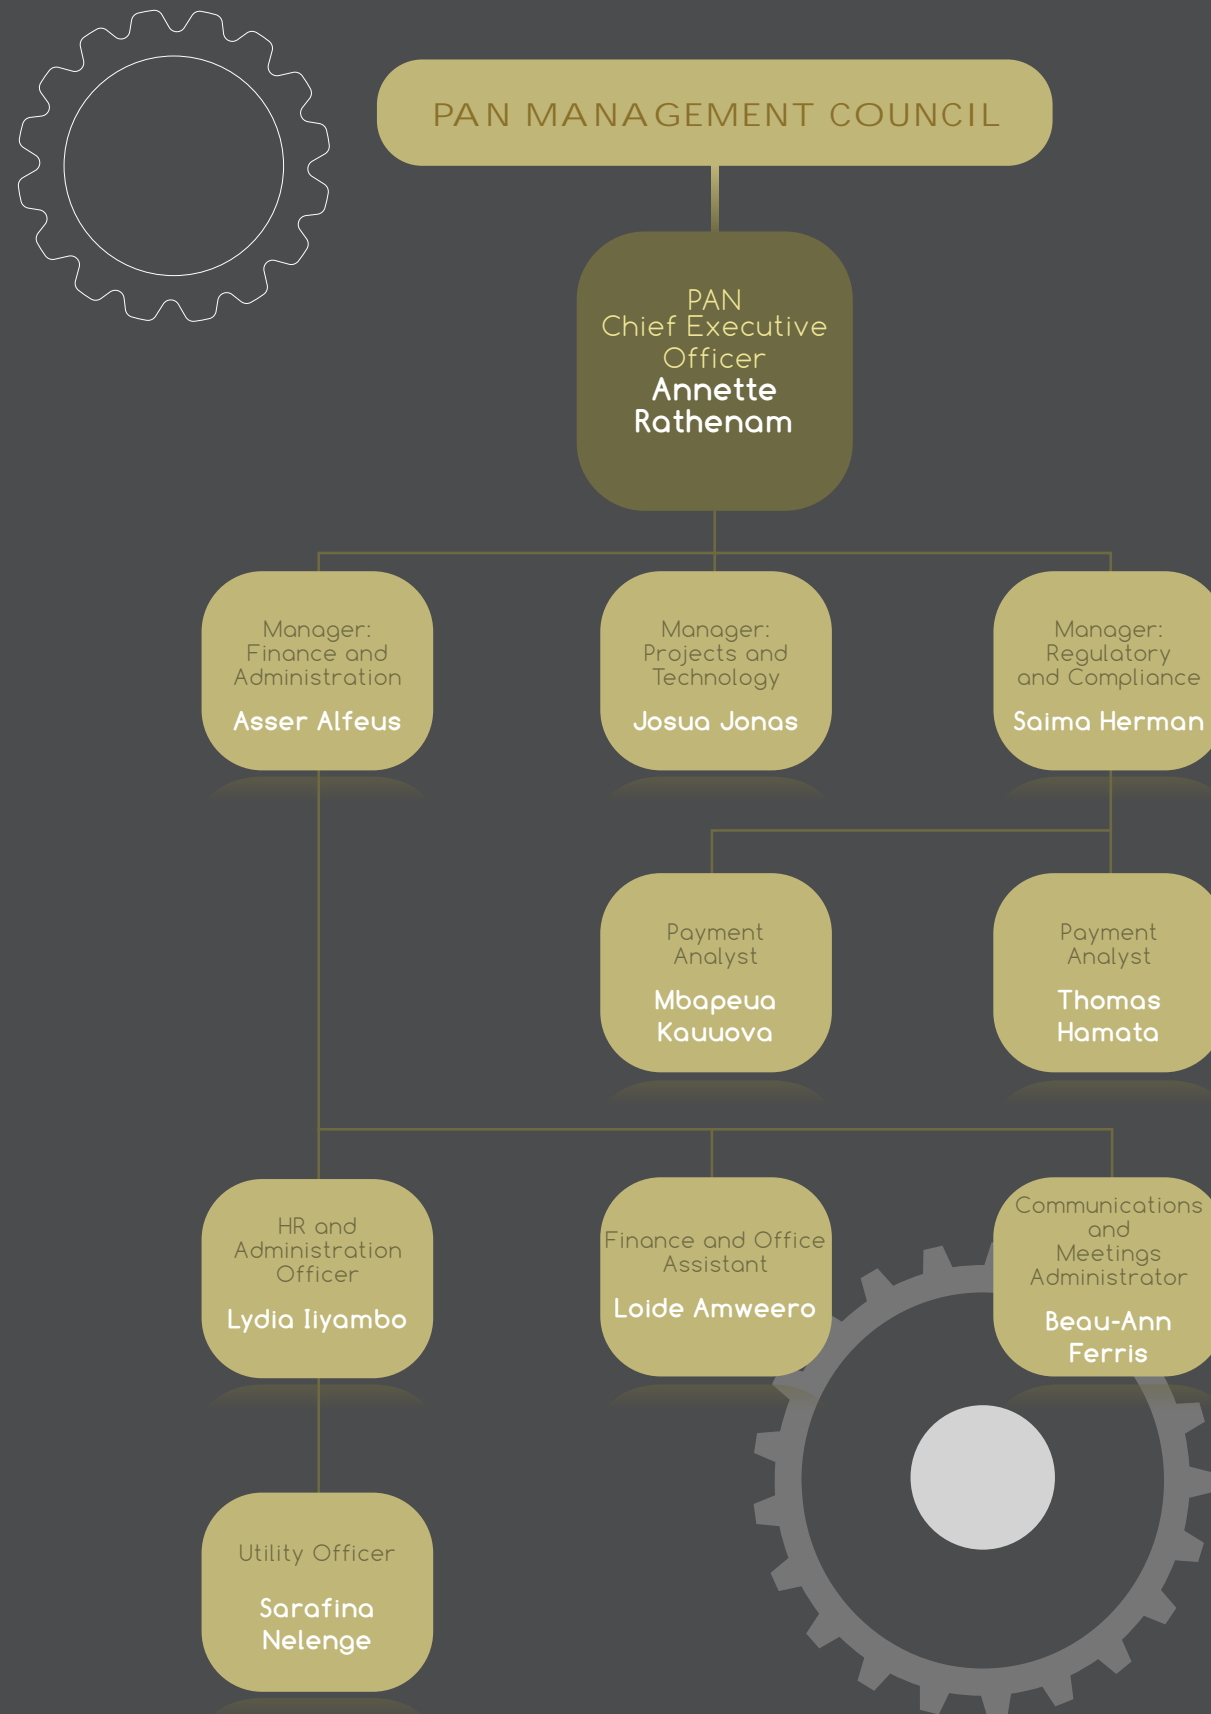 PAN MANAGEMENT COUNCIL
PAN
Chief Executive
Officer
Annette
Rathenam
Manager:
Finance and
Administration
Asser Alfeus
Manager:
Projects and
Technology
Josua Jonas
Manager:
Regulatory
and Compliance
Saima Herman
Payment
Analyst
Mbapeua
Kauuova
Payment
Analyst
Thomas
Hamata
HR and
Administration
Officer
Lydia Iiyambo
Finance and Office
Assistant
Loide Amweero
Communications
and
Meetings
Administrator
Beau-Ann
Ferris
Utility Officer
Sarafina
Nelenge